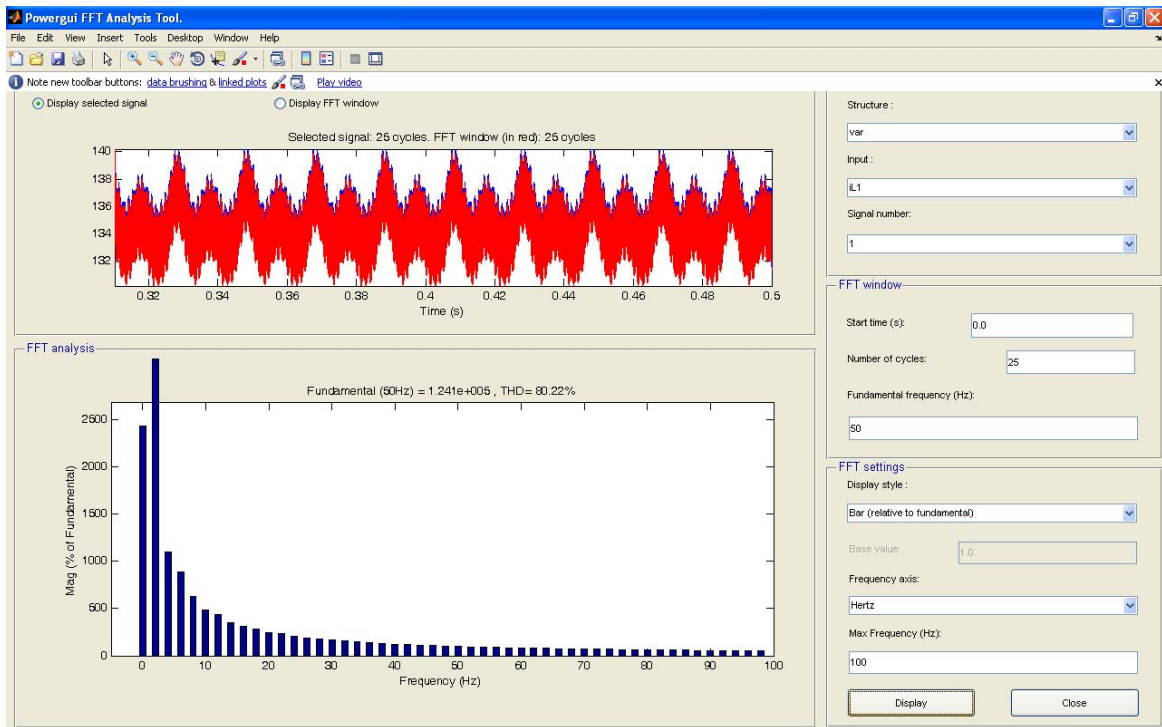 Powergui FFT Analysis Tool.
File Edit View Insert Tools Desktop Window Help
Note new toolbar buttons: data brushing & linked plots Play video
Display selected signal
Display FFT window
Selected signal: 25 cycles. FFT window (in red): 25 cycles
140
138
136
134
132
0.32 0.34 0.36 0.38 0.4 0.42 0.44 0.46 0.48 0.5
Time (s)
FFT analysis
Fundamental (50Hz) = 1.241e+005 , THD= 80.22%
2500
2000
1500
1000
500
0
Mag (% of Fundamental)
0 10 20 30 40 50 60 70 80 90 100
Frequency (Hz)
Structure :
var
Input :
iL1
Signal number:
1
FFT window
Start time (s): 0.0
Number of cycles: 25
Fundamental frequency (Hz):
50
FFT settings
Display style :
Bar (relative to fundamental)
Base value: 1.0
Frequency axis:
Hertz
Max Frequency (Hz):
100
Display Close